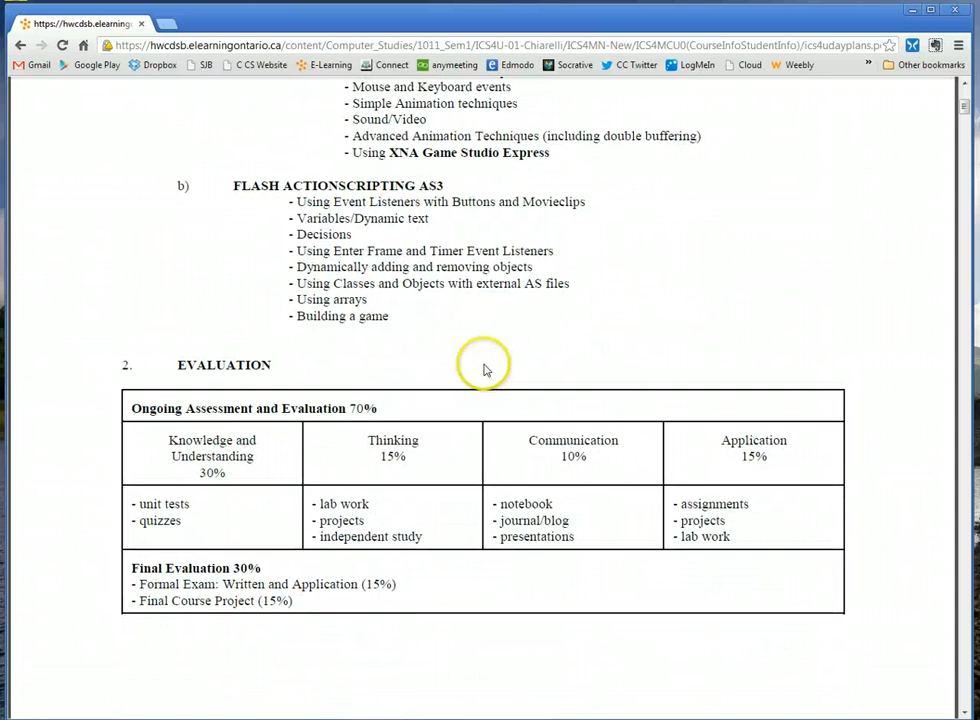 https://hwcdsb.elearningo
https://hwcdsb.elearningontario.ca/content/Computer_Studies/1011_Sem1/ICS4U-01-Chiarelli/ICS4MN-New/ICS4MCU0(CourseInfoStudentInfo)/ics4udayplans.p
Gmail Google Play Dropbox SJB C CS Website E-Learning Connect anymeeting Edmodo Socrative CC Twitter LogMeIn Cloud Weebly » Other bookmarks
- Mouse and Keyboard events
- Simple Animation techniques
- Sound/Video
- Advanced Animation Techniques (including double buffering)
- Using XNA Game Studio Express
b) FLASH ACTIONSCRIPTING AS3
- Using Event Listeners with Buttons and Movieclips
- Variables/Dynamic text
- Decisions
- Using Enter Frame and Timer Event Listeners
- Dynamically adding and removing objects
- Using Classes and Objects with external AS files
- Using arrays
- Building a game
2. EVALUATION
Ongoing Assessment and Evaluation 70%
Knowledge and
Understanding
30%
Thinking
15%
Communication
10%
Application
15%
- unit tests
- quizzes
- lab work
- projects
- independent study
- notebook
- journal/blog
- presentations
- assignments
- projects
- lab work
Final Evaluation 30%
- Formal Exam: Written and Application (15%)
- Final Course Project (15%)